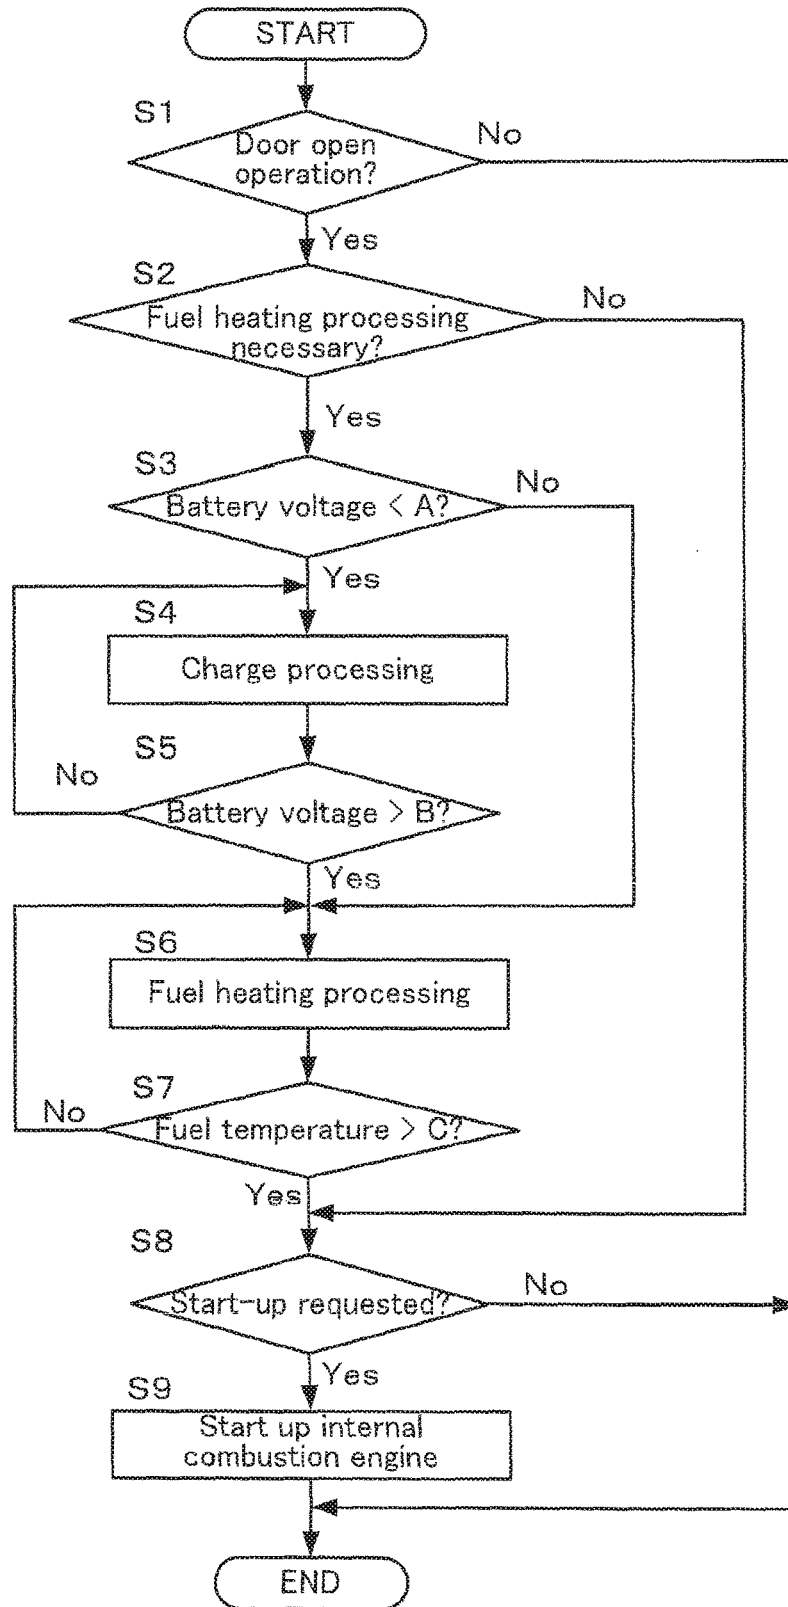 START
S1
Door open
operation?
No
Yes
S2
Fuel heating processing
necessary?
No
Yes
S3
Battery voltage < A?
No
Yes
S4
Charge processing
S5
No
Battery voltage > B?
Yes
S6
Fuel heating processing
S7
No
Fuel temperature > C?
Yes
S8
Start-up requested?
No
Yes
S9
Start up internal
combustion engine
END